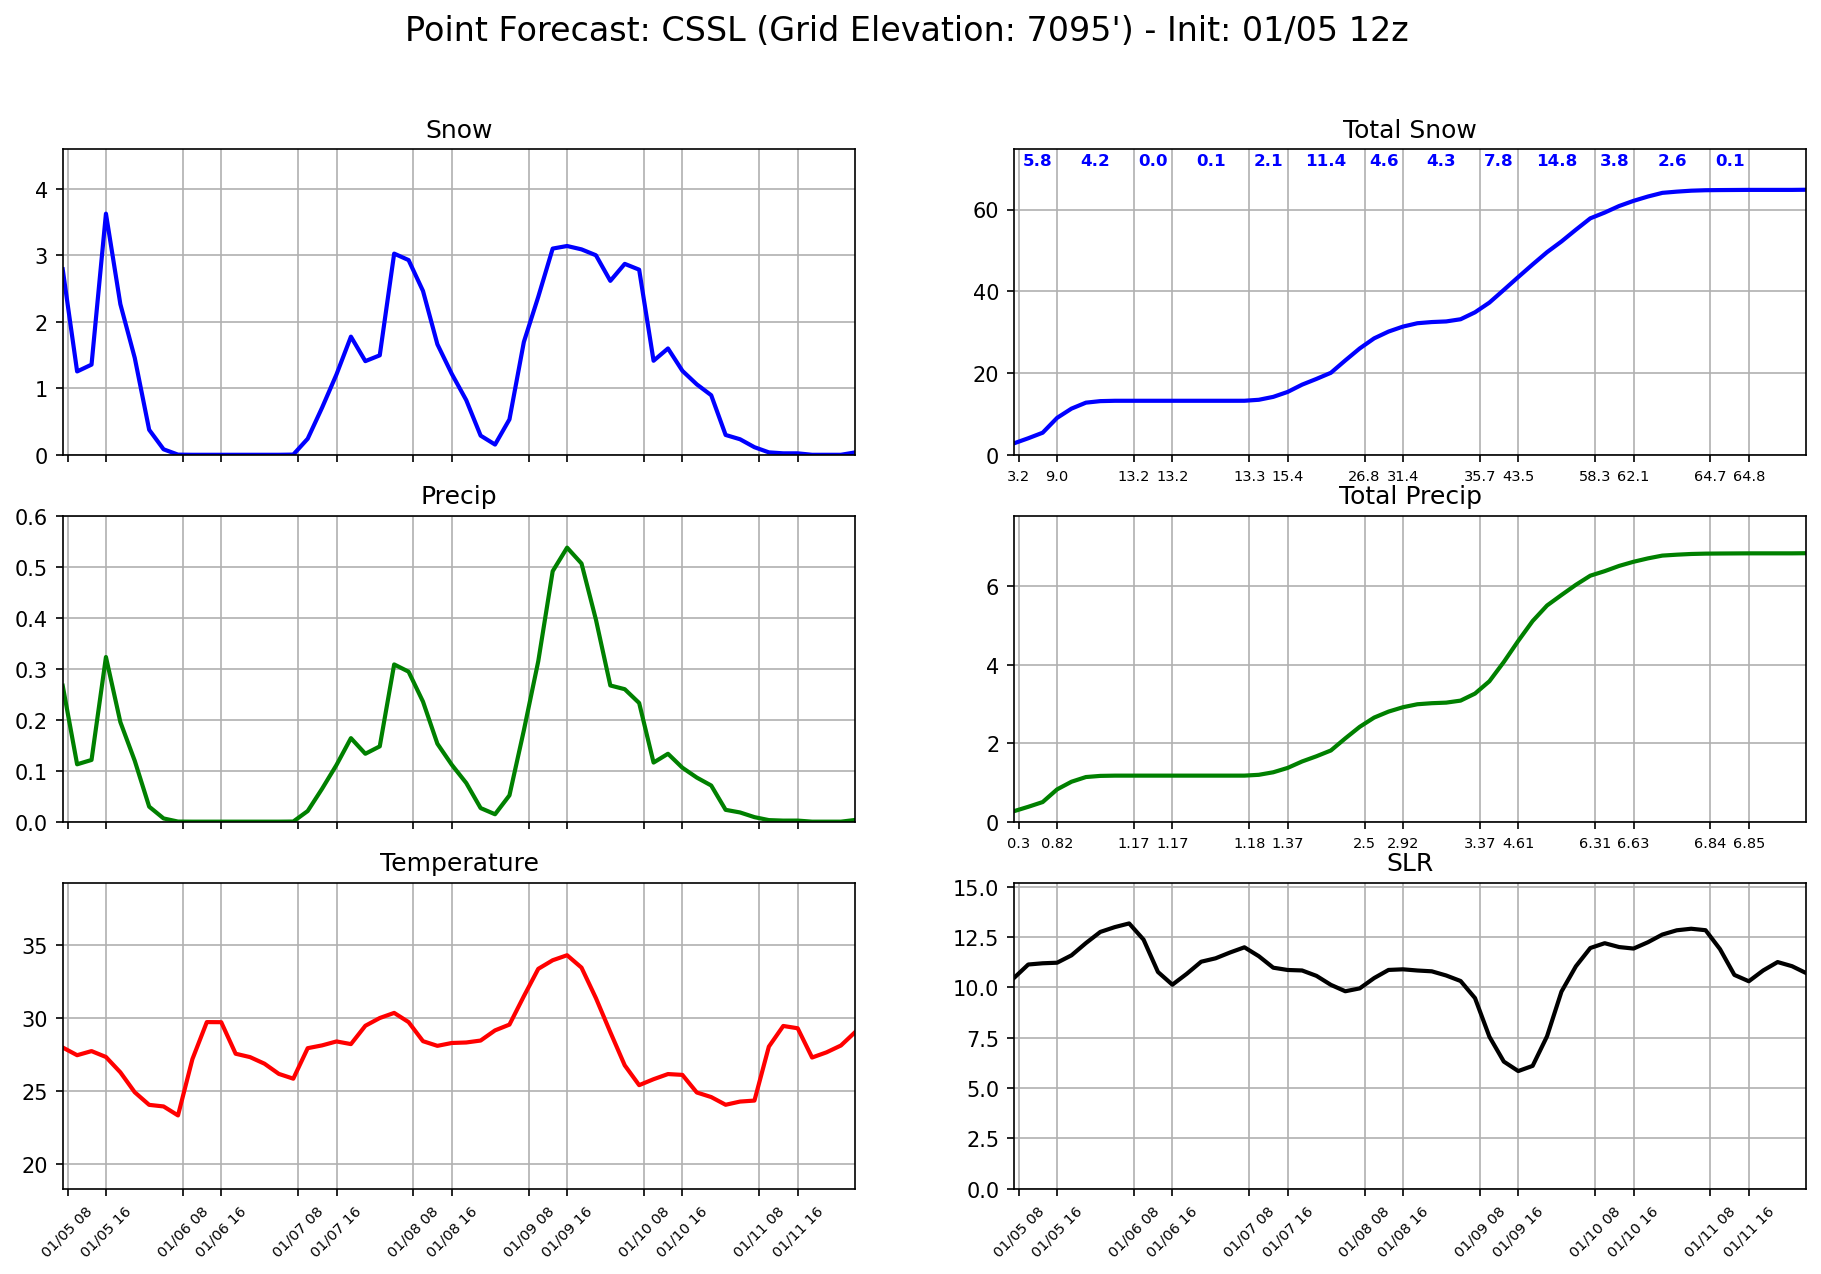 Point Forecast: CSSL (Grid Elevation: 7095') - Init: 01/05 12z
Snow
4
3
2
1
0
Total Snow
5.8 4.2 0.0 0.1 2.1 11.4 4.6 4.3 7.8 14.8 3.8 2.6 0.1
60
40
20
0
3.2 9.0 13.2 13.2 13.3 15.4 26.8 31.4 35.7 43.5 58.3 62.1 64.7 64.8
Precip
0.6
0.5
0.4
0.3
0.2
0.1
0.0
Total Precip
6
4
2
0
0.3 0.82 1.17 1.17 1.18 1.37 2.5 2.92 3.37 4.61 6.31 6.63 6.84 6.85
Temperature
35
30
25
20
01/05 08 01/05 16 01/06 08 01/06 16 01/07 08 01/07 16 01/08 08 01/08 16 01/09 08 01/09 16 01/10 08 01/10 16 01/11 08 01/11 16
SLR
15.0
12.5
10.0
7.5
5.0
2.5
0.0
01/05 08 01/05 16 01/06 08 01/06 16 01/07 08 01/07 16 01/08 08 01/08 16 01/09 08 01/09 16 01/10 08 01/10 16 01/11 08 01/11 16